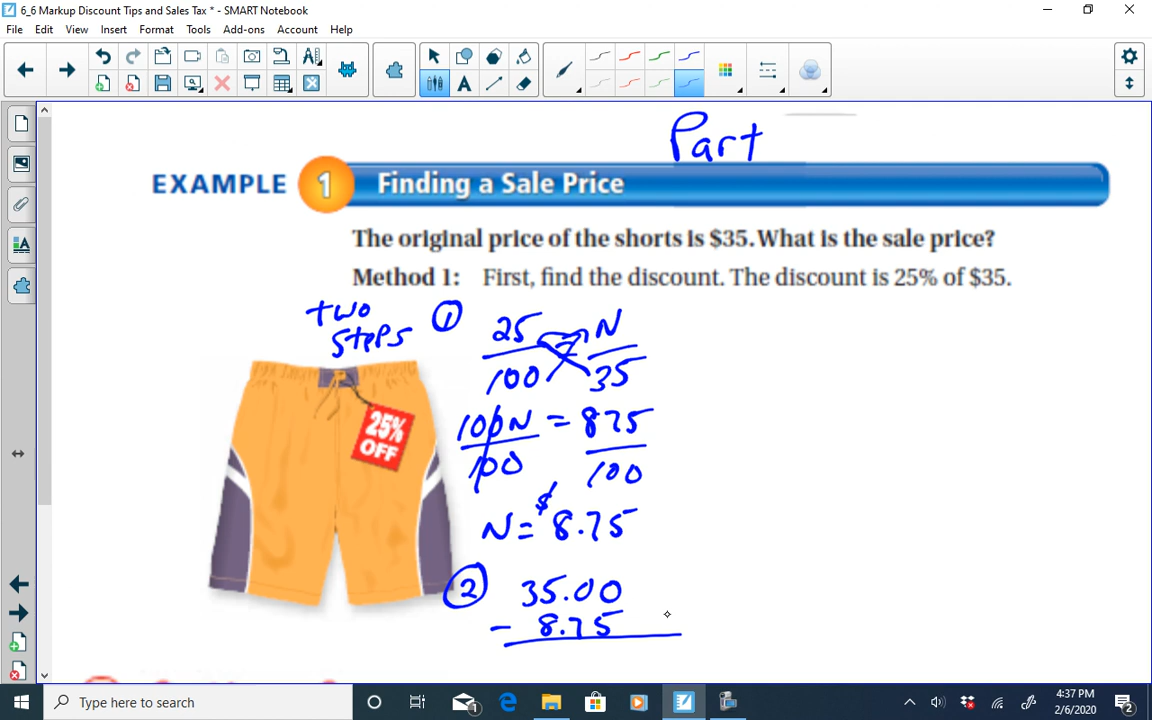 6_6 Markup Discount Tips and Sales Tax * - SMART Notebook
File Edit View Insert Format Tools Add-ons Account Help
Part
EXAMPLE 1 Finding a Sale Price
The original price of the shorts is $35. What is the sale price?
Method 1: First, find the discount. The discount is 25% of $35.
two
steps
①
25 = N
100 35
25%
OFF
100N = 875
100 100
N = $8.75
② 35.00
- 8.75
Type here to search
4:37 PM
2/6/2020